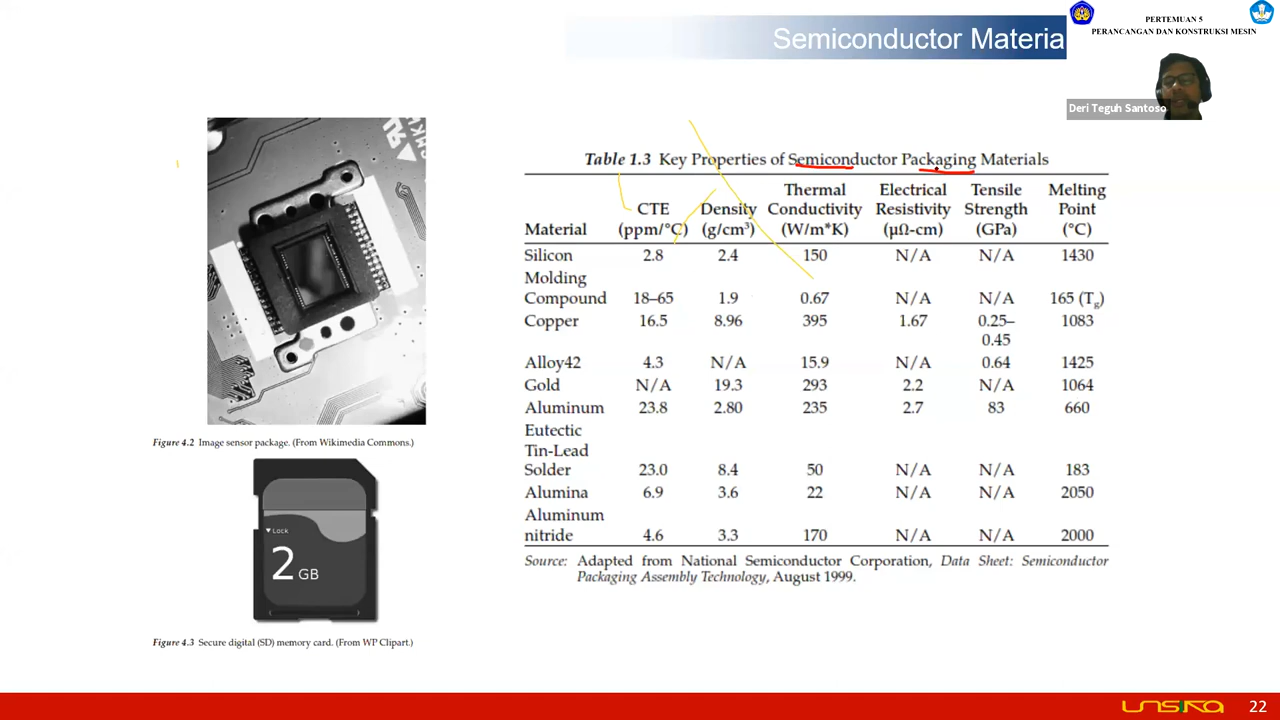 Semiconductor Materia
PERTEMUAN 5
PERANCANGAN DAN KONSTRUKSI MESIN
Deri Teguh Santoso
Figure 4.2 Image sensor package. (From Wikimedia Commons.)
Lock
2 GB
Figure 4.3 Secure digital (SD) memory card. (From WP Clipart.)
Table 1.3 Key Properties of Semiconductor Packaging Materials
Material CTE (ppm/°C) Density (g/cm³) Thermal Conductivity (W/m*K) Electrical Resistivity (μΩ-cm) Tensile Strength (GPa) Melting Point (°C)
Silicon 2.8 2.4 150 N/A N/A 1430
Molding Compound 18–65 1.9 0.67 N/A N/A 165 (Tg)
Copper 16.5 8.96 395 1.67 0.25–0.45 1083
Alloy42 4.3 N/A 15.9 N/A 0.64 1425
Gold N/A 19.3 293 2.2 N/A 1064
Aluminum 23.8 2.80 235 2.7 83 660
Eutectic Tin-Lead Solder 23.0 8.4 50 N/A N/A 183
Alumina 6.9 3.6 22 N/A N/A 2050
Aluminum nitride 4.6 3.3 170 N/A N/A 2000
Source: Adapted from National Semiconductor Corporation, Data Sheet: Semiconductor
Packaging Assembly Technology, August 1999.
unsika 22